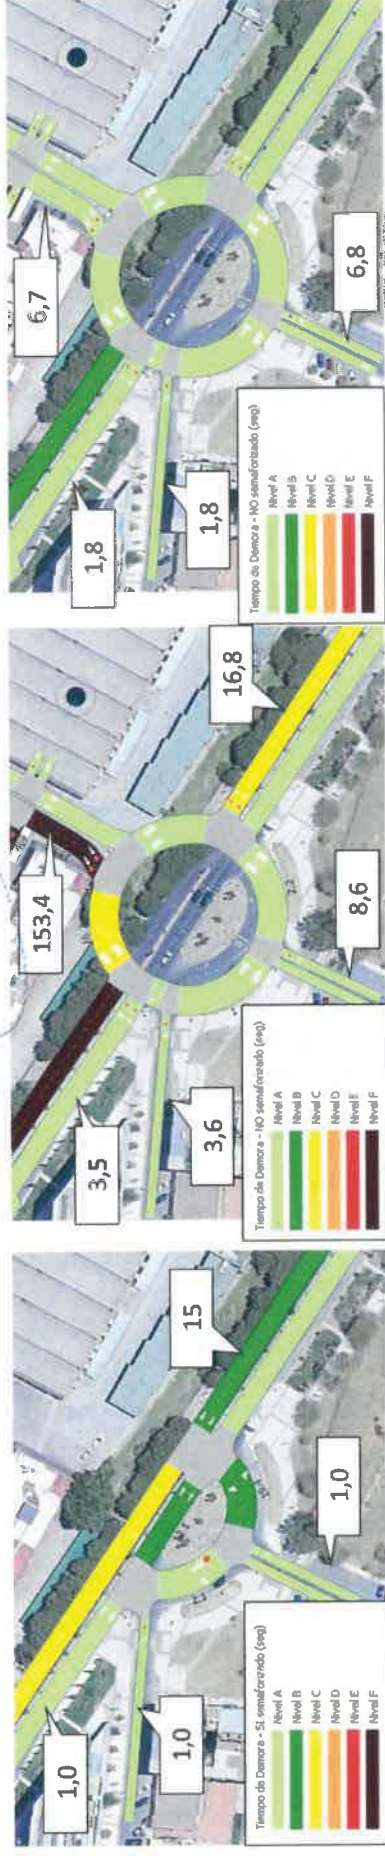 1,0
15
1,0
1,0
Tiempo de Demora - SI semaforizado (seg)
Nivel A
Nivel B
Nivel C
Nivel D
Nivel E
Nivel F
153,4
3,5
16,8
3,6
8,6
Tiempo de Demora - NO semaforizado (seg)
Nivel A
Nivel B
Nivel C
Nivel D
Nivel E
Nivel F
6,7
1,8
1,8
6,8
Tiempo de Demora - NO semaforizado (seg)
Nivel A
Nivel B
Nivel C
Nivel D
Nivel E
Nivel F